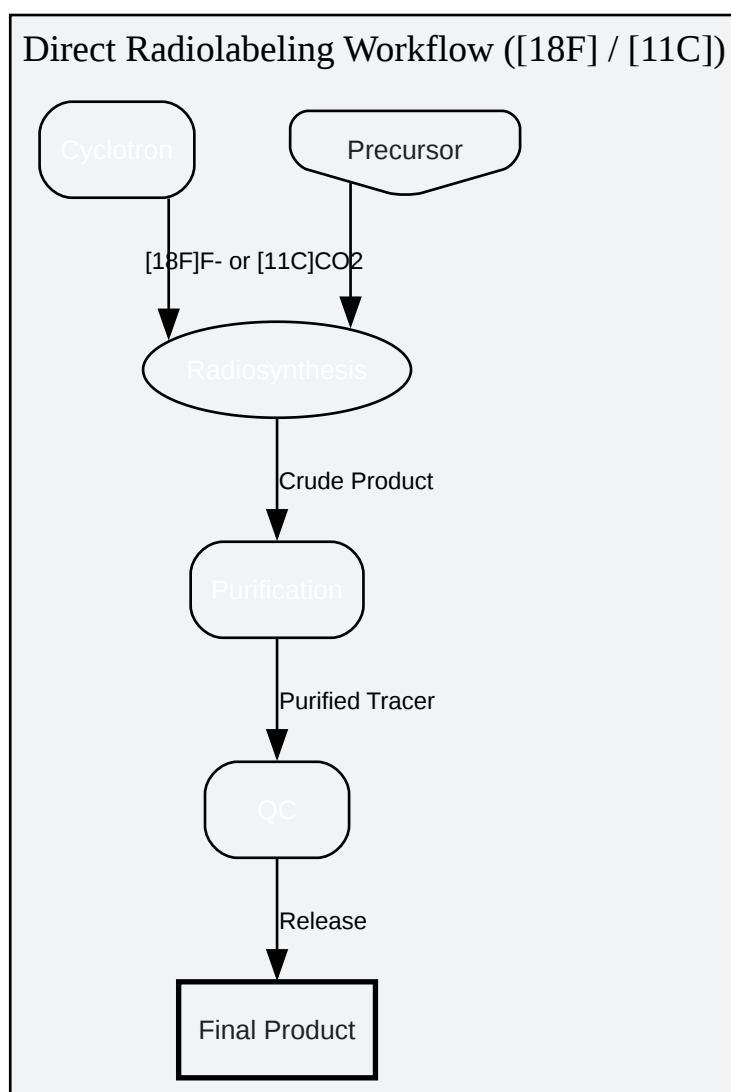 Direct Radiolabeling Workflow ([18F] / [11C])
Cyclotron
Precursor
[18F]F- or [11C]CO2
Radiosynthesis
Crude Product
Purification
Purified Tracer
QC
Release
Final Product